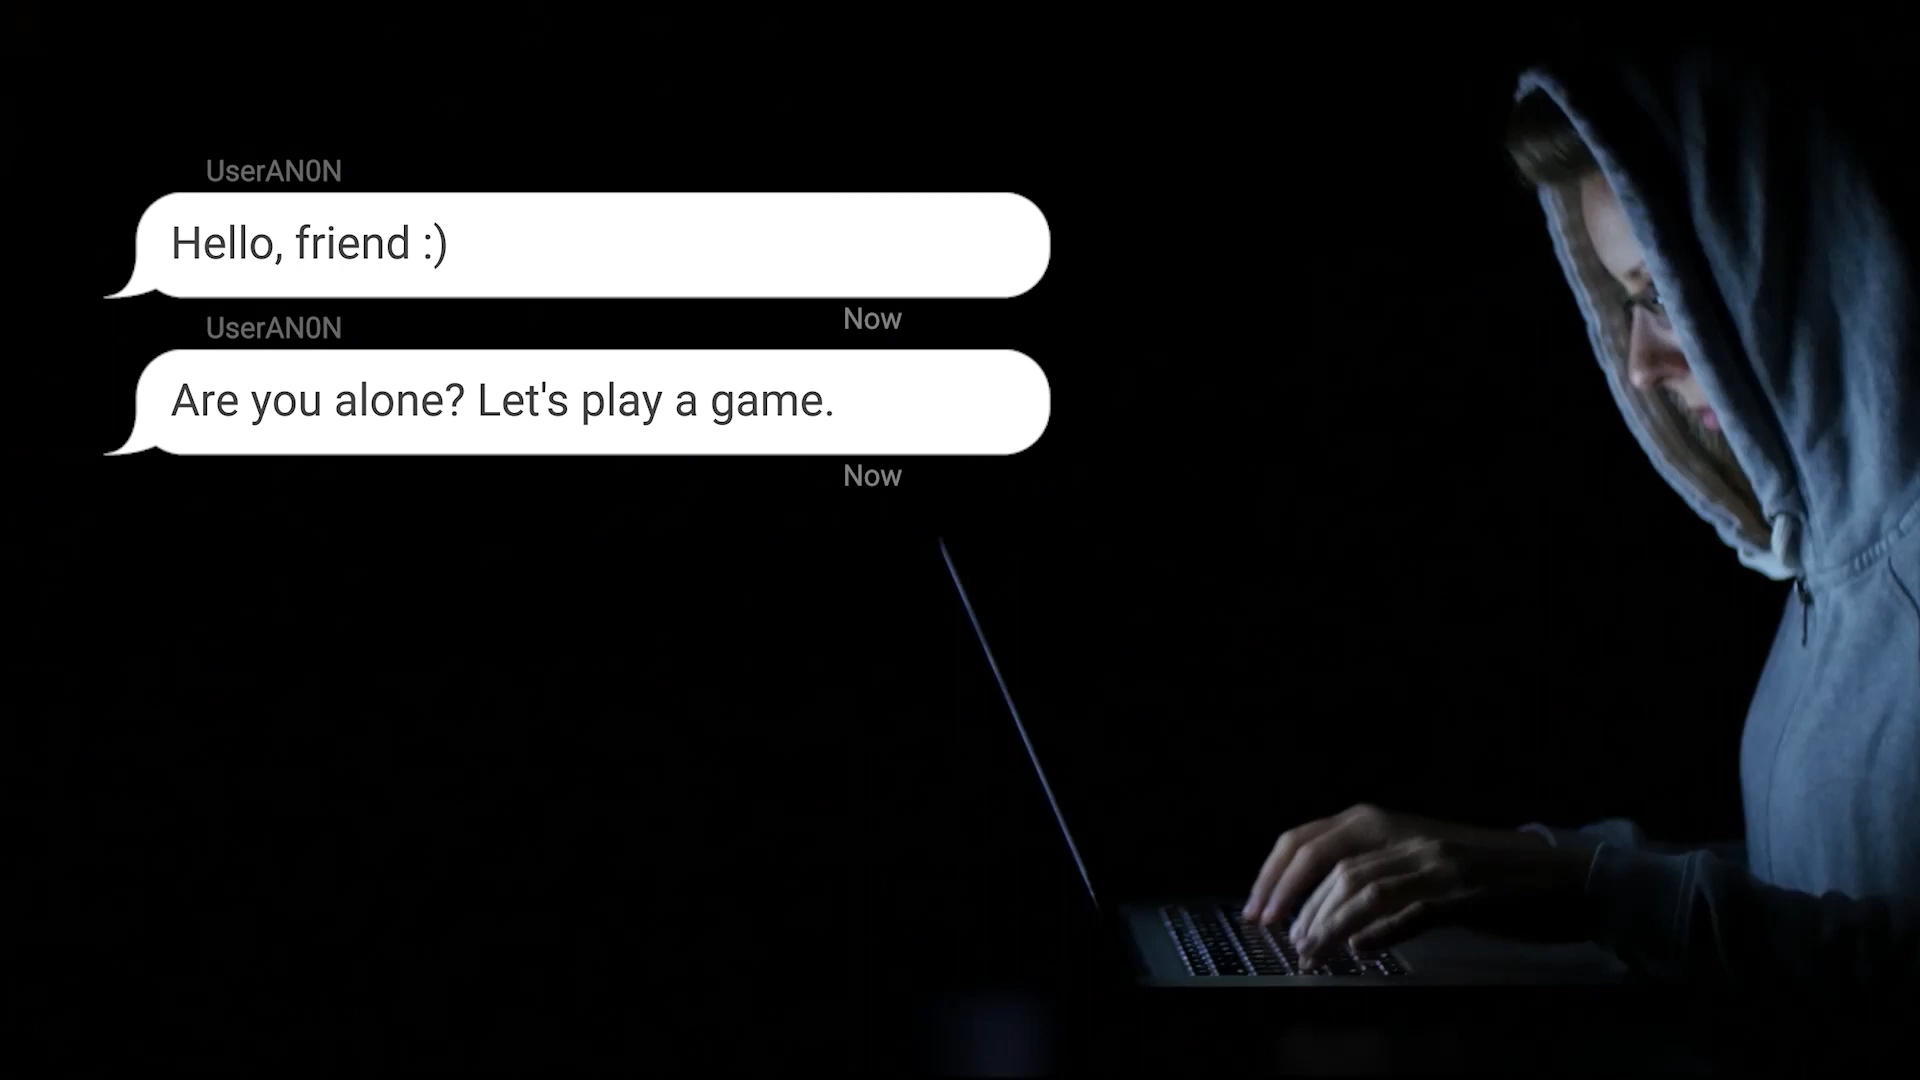 UserAN0N
Hello, friend :)
Now
UserAN0N
Are you alone? Let's play a game.
Now